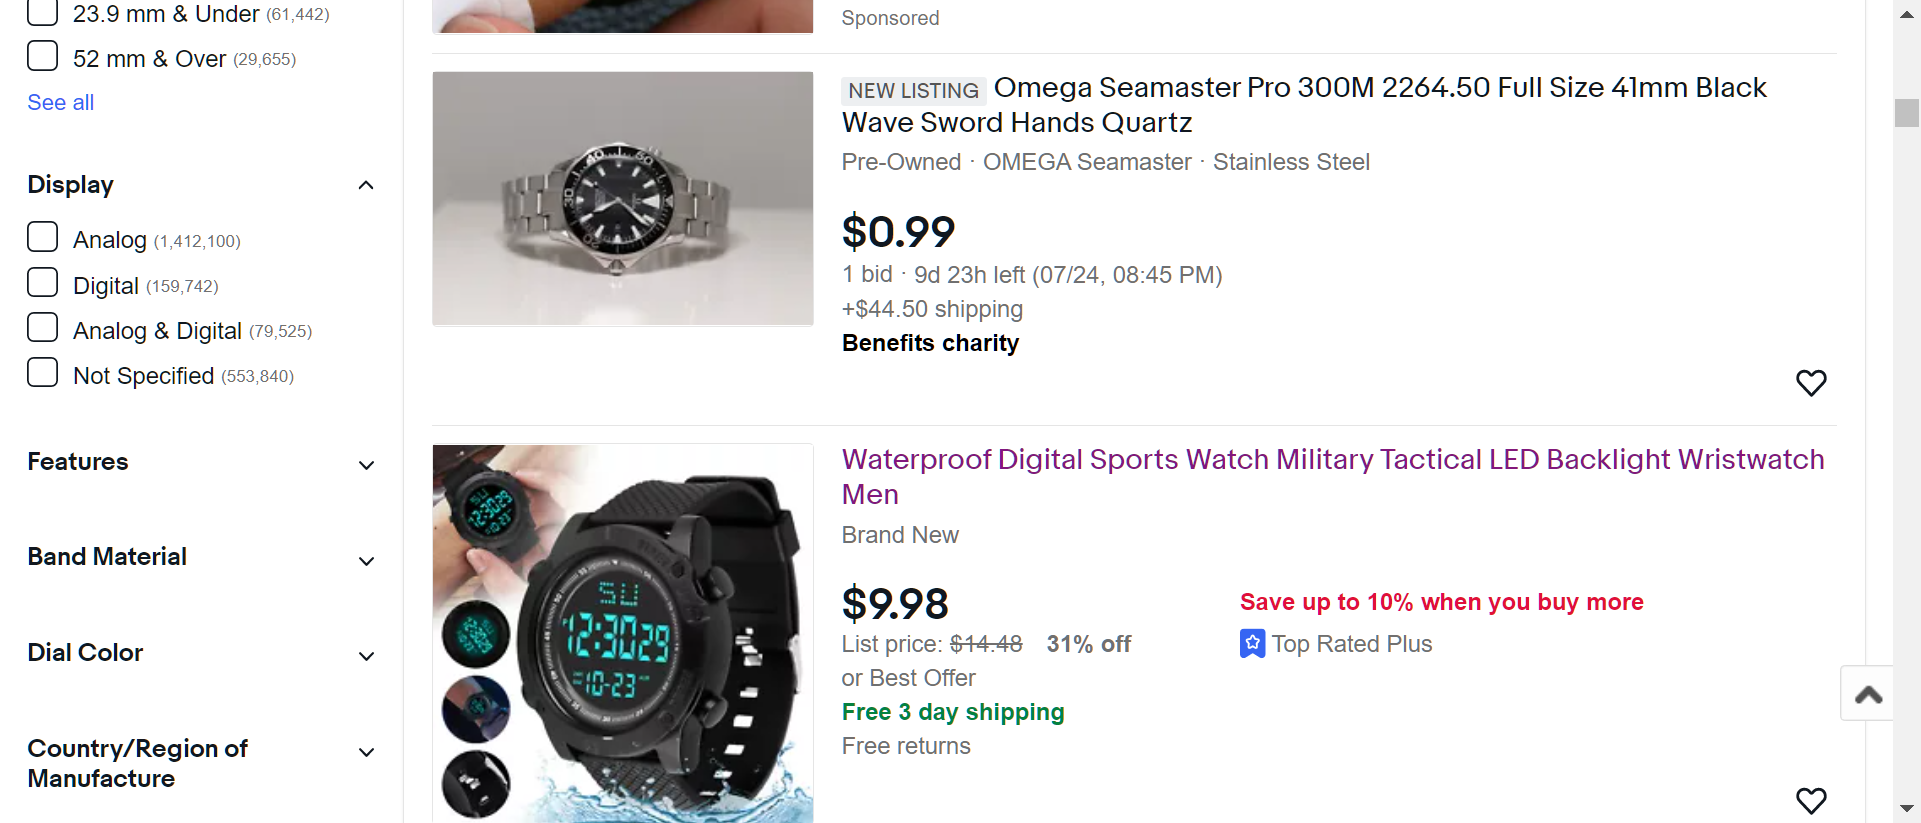 23.9 mm & Under (61,442)
52 mm & Over (29,655)
See all
Display
Analog (1,412,100)
Digital (159,742)
Analog & Digital (79,525)
Not Specified (553,840)
Features
Band Material
Dial Color
Country/Region of
Manufacture
Sponsored
NEW LISTING Omega Seamaster Pro 300M 2264.50 Full Size 41mm Black
Wave Sword Hands Quartz
Pre-Owned · OMEGA Seamaster · Stainless Steel
$0.99
1 bid · 9d 23h left (07/24, 08:45 PM)
+$44.50 shipping
Benefits charity
SU
12:30 29
10-23
Waterproof Digital Sports Watch Military Tactical LED Backlight Wristwatch
Men
Brand New
$9.98
List price: $14.48 31% off
or Best Offer
Free 3 day shipping
Free returns
Save up to 10% when you buy more
Top Rated Plus